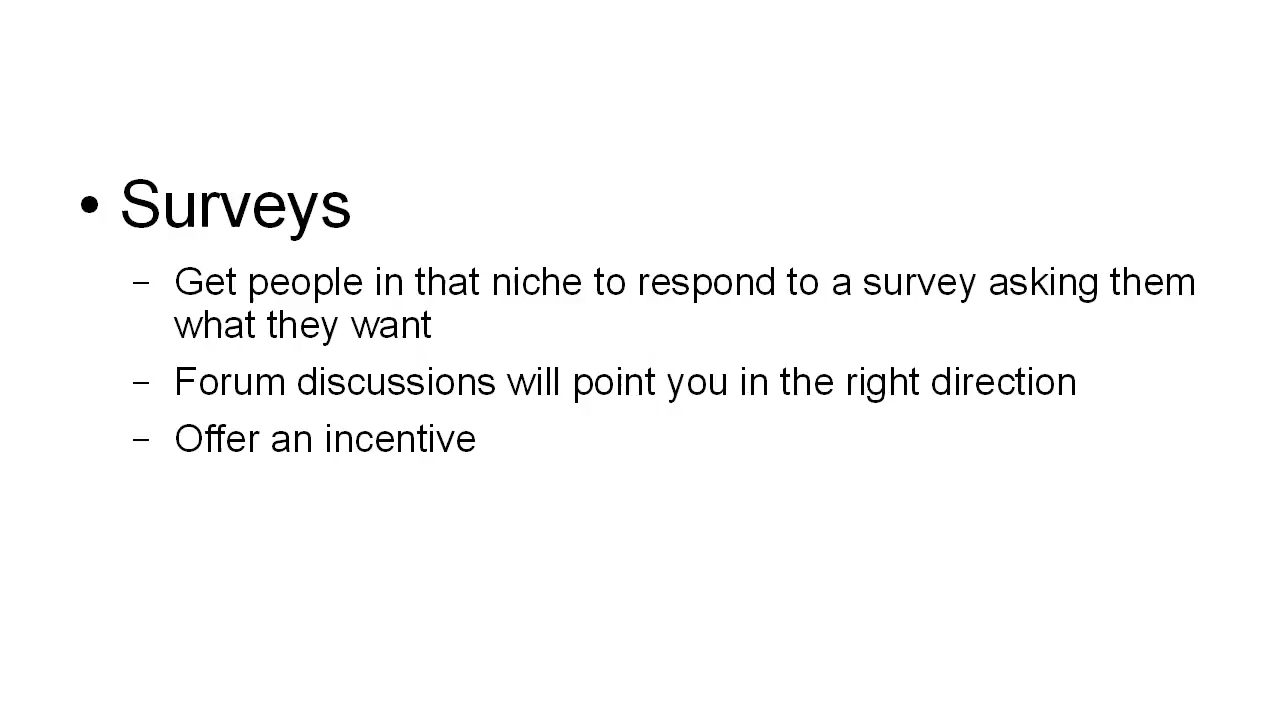 • Surveys
– Get people in that niche to respond to a survey asking them
what they want
– Forum discussions will point you in the right direction
– Offer an incentive